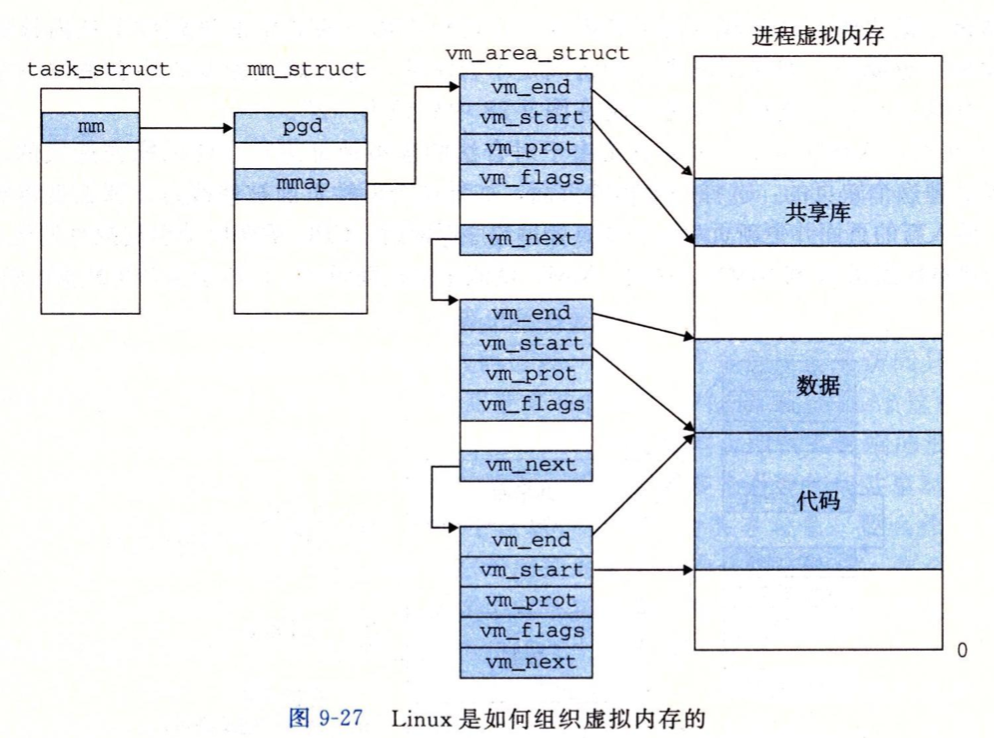 进程虚拟内存
task_struct
mm
mm_struct
pgd
mmap
vm_area_struct
vm_end
vm_start
vm_prot
vm_flags
vm_next
vm_end
vm_start
vm_prot
vm_flags
vm_next
vm_end
vm_start
vm_prot
vm_flags
vm_next
共享库
数据
代码
0
图 9-27 Linux 是如何组织虚拟内存的